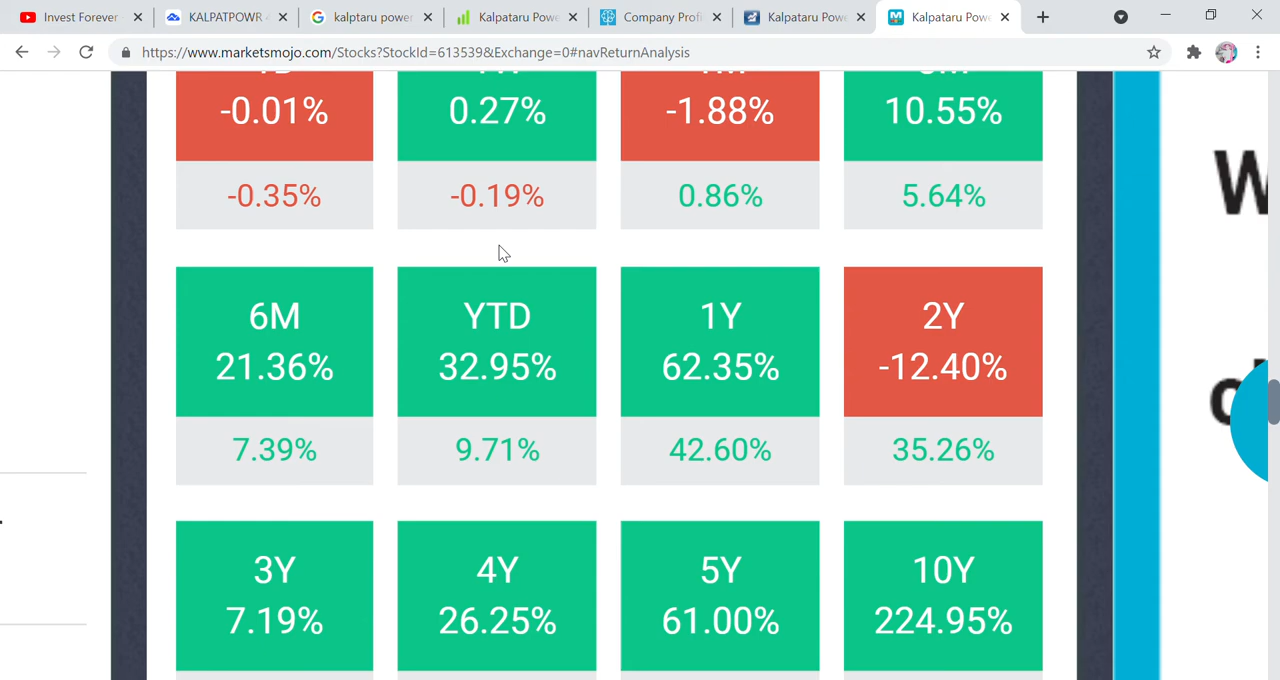 Invest Forever
KALPATPOWR
kalptaru power
Kalpataru Powe
Company Profi
Kalpataru Powe
Kalpataru Powe
https://www.marketsmojo.com/Stocks?StockId=613539&Exchange=0#navReturnAnalysis
-0.01% 0.27% -1.88% 10.55%
-0.35% -0.19% 0.86% 5.64%
W
6M YTD 1Y 2Y
21.36% 32.95% 62.35% -12.40%
7.39% 9.71% 42.60% 35.26%
3Y 4Y 5Y 10Y
7.19% 26.25% 61.00% 224.95%